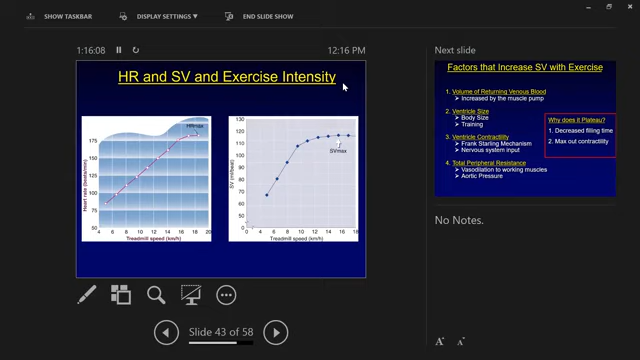 SHOW TASKBAR
DISPLAY SETTINGS ▼
END SLIDE SHOW
1:16:08
12:16 PM
HR and SV and Exercise Intensity
HRmax
175
150
125
100
75
50
4 6 8 10 12 14 16 18 20
Heart rate (beats/min)
Treadmill speed (km/h)
130
120
110
100
90
80
70
60
50
40
0
SVmax
0 4 6 8 10 12 14 16 18
SV (ml/beat)
Treadmill speed (km/h)
Slide 43 of 58
Next slide
Factors that Increase SV with Exercise
1. Volume of Returning Venous Blood
➤ Increased by the muscle pump
2. Ventricle Size
➤ Body Size
➤ Training
3. Ventricle Contractility
➤ Frank Starling Mechanism
➤ Nervous system input
4. Total Peripheral Resistance
➤ Vasodilation to working muscles
➤ Aortic Pressure
Why does it Plateau?
1. Decreased filling time
2. Max out contractility
No Notes.
A A